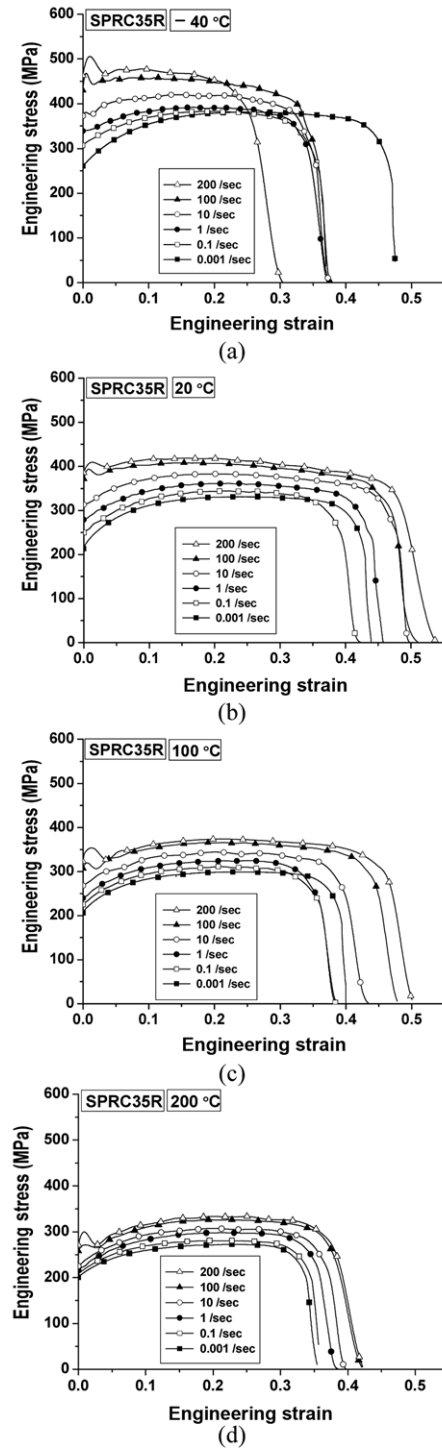 SPRC35R − 40 °C
Engineering stress (MPa)
600
500
400
300
200
100
0
200 /sec
100 /sec
10 /sec
1 /sec
0.1 /sec
0.001 /sec
0.0 0.1 0.2 0.3 0.4 0.5
Engineering strain
(a)
SPRC35R 20 °C
Engineering stress (MPa)
600
500
400
300
200
100
0
200 /sec
100 /sec
10 /sec
1 /sec
0.1 /sec
0.001 /sec
0.0 0.1 0.2 0.3 0.4 0.5
Engineering strain
(b)
SPRC35R 100 °C
Engineering stress (MPa)
600
500
400
300
200
100
0
200 /sec
100 /sec
10 /sec
1 /sec
0.1 /sec
0.001 /sec
0.0 0.1 0.2 0.3 0.4 0.5
Engineering strain
(c)
SPRC35R 200 °C
Engineering stress (MPa)
600
500
400
300
200
100
0
200 /sec
100 /sec
10 /sec
1 /sec
0.1 /sec
0.001 /sec
0.0 0.1 0.2 0.3 0.4 0.5
Engineering strain
(d)